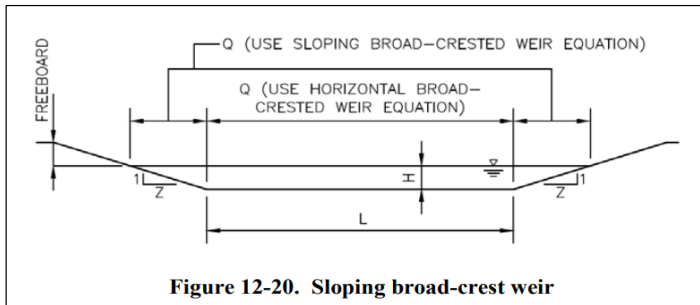 Q (USE SLOPING BROAD-CRESTED WEIR EQUATION)
FREEBOARD
Q (USE HORIZONTAL BROAD-
CRESTED WEIR EQUATION)
1
Z
H
1
Z
L
Figure 12-20. Sloping broad-crest weir